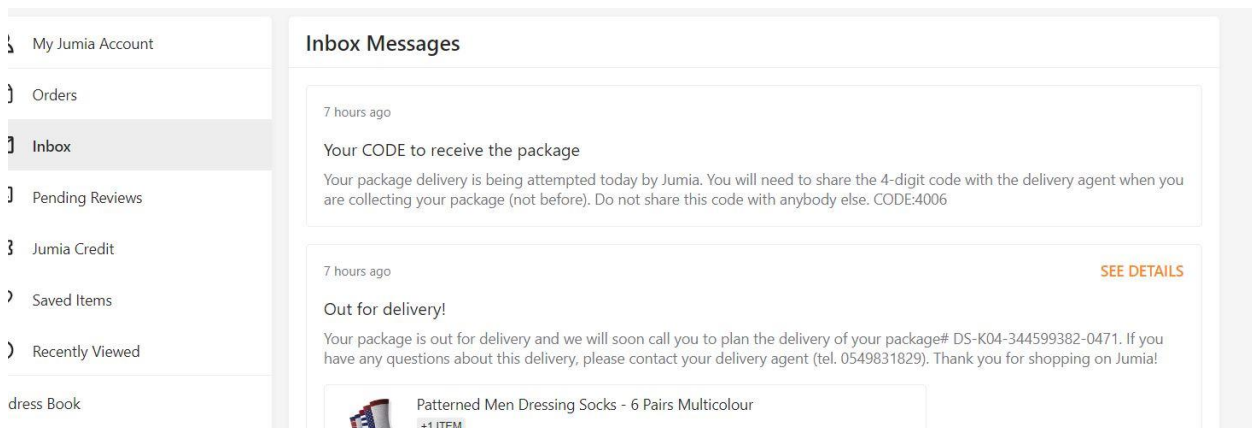 My Jumia Account
Orders
Inbox
Pending Reviews
Jumia Credit
Saved Items
Recently Viewed
dress Book
Inbox Messages
7 hours ago
Your CODE to receive the package
Your package delivery is being attempted today by Jumia. You will need to share the 4-digit code with the delivery agent when you
are collecting your package (not before). Do not share this code with anybody else. CODE:4006
7 hours ago
SEE DETAILS
Out for delivery!
Your package is out for delivery and we will soon call you to plan the delivery of your package# DS-K04-344599382-0471. If you
have any questions about this delivery, please contact your delivery agent (tel. 0549831829). Thank you for shopping on Jumia!
Patterned Men Dressing Socks - 6 Pairs Multicolour
+1 ITEM